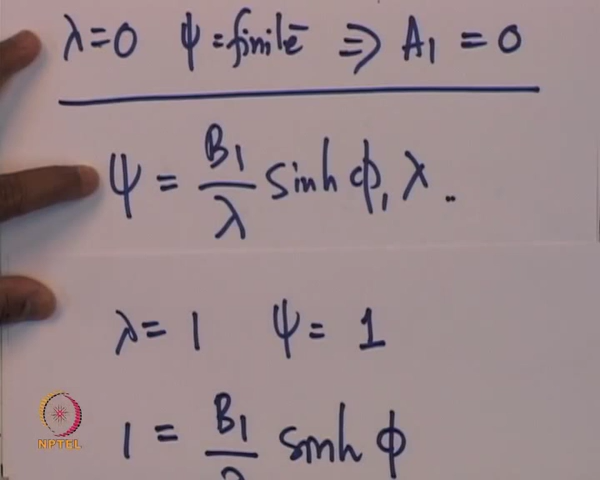 λ=0 ψ=finite ⇒ A₁ = 0
ψ = B₁/λ Sinh ϕ₁ λ ..
λ= 1 ψ= 1
1 = B₁/λ Sinh ϕ
NPTEL